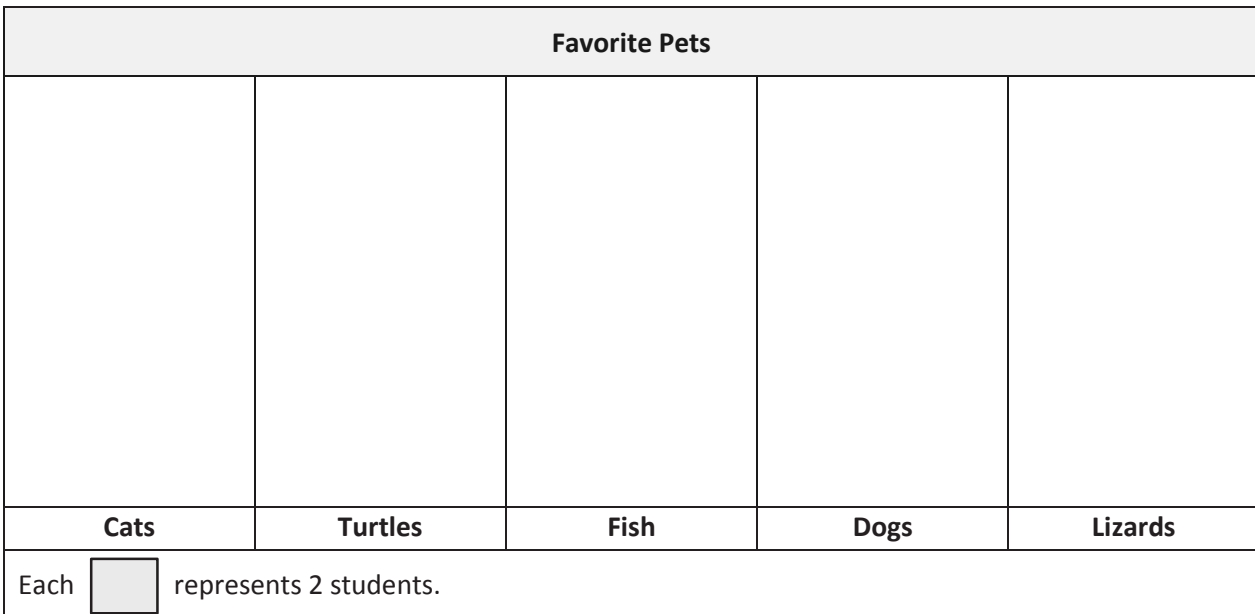 Favorite Pets
Cats Turtles Fish Dogs Lizards
Each represents 2 students.